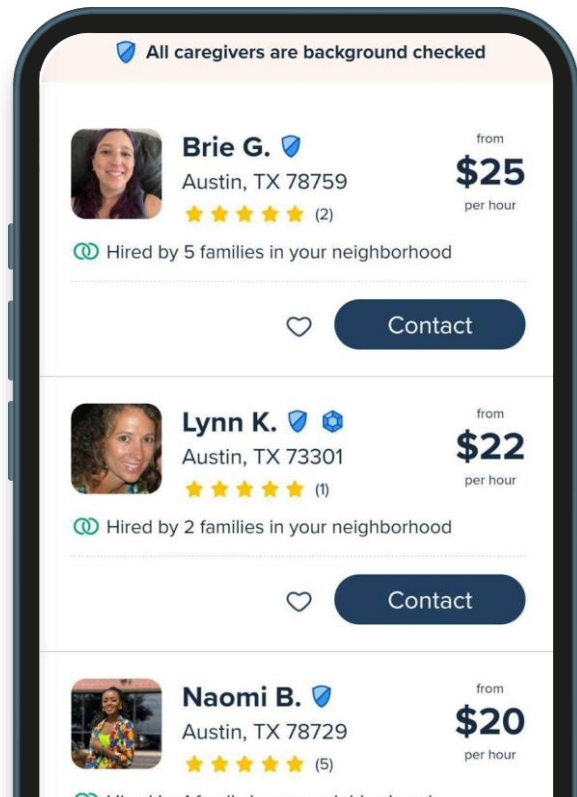 All caregivers are background checked
Brie G.
from
Austin, TX 78759
$25
(2)
per hour
Hired by 5 families in your neighborhood
Contact
Lynn K.
from
Austin, TX 73301
$22
(1)
per hour
Hired by 2 families in your neighborhood
Contact
Naomi B.
from
Austin, TX 78729
$20
(5)
per hour